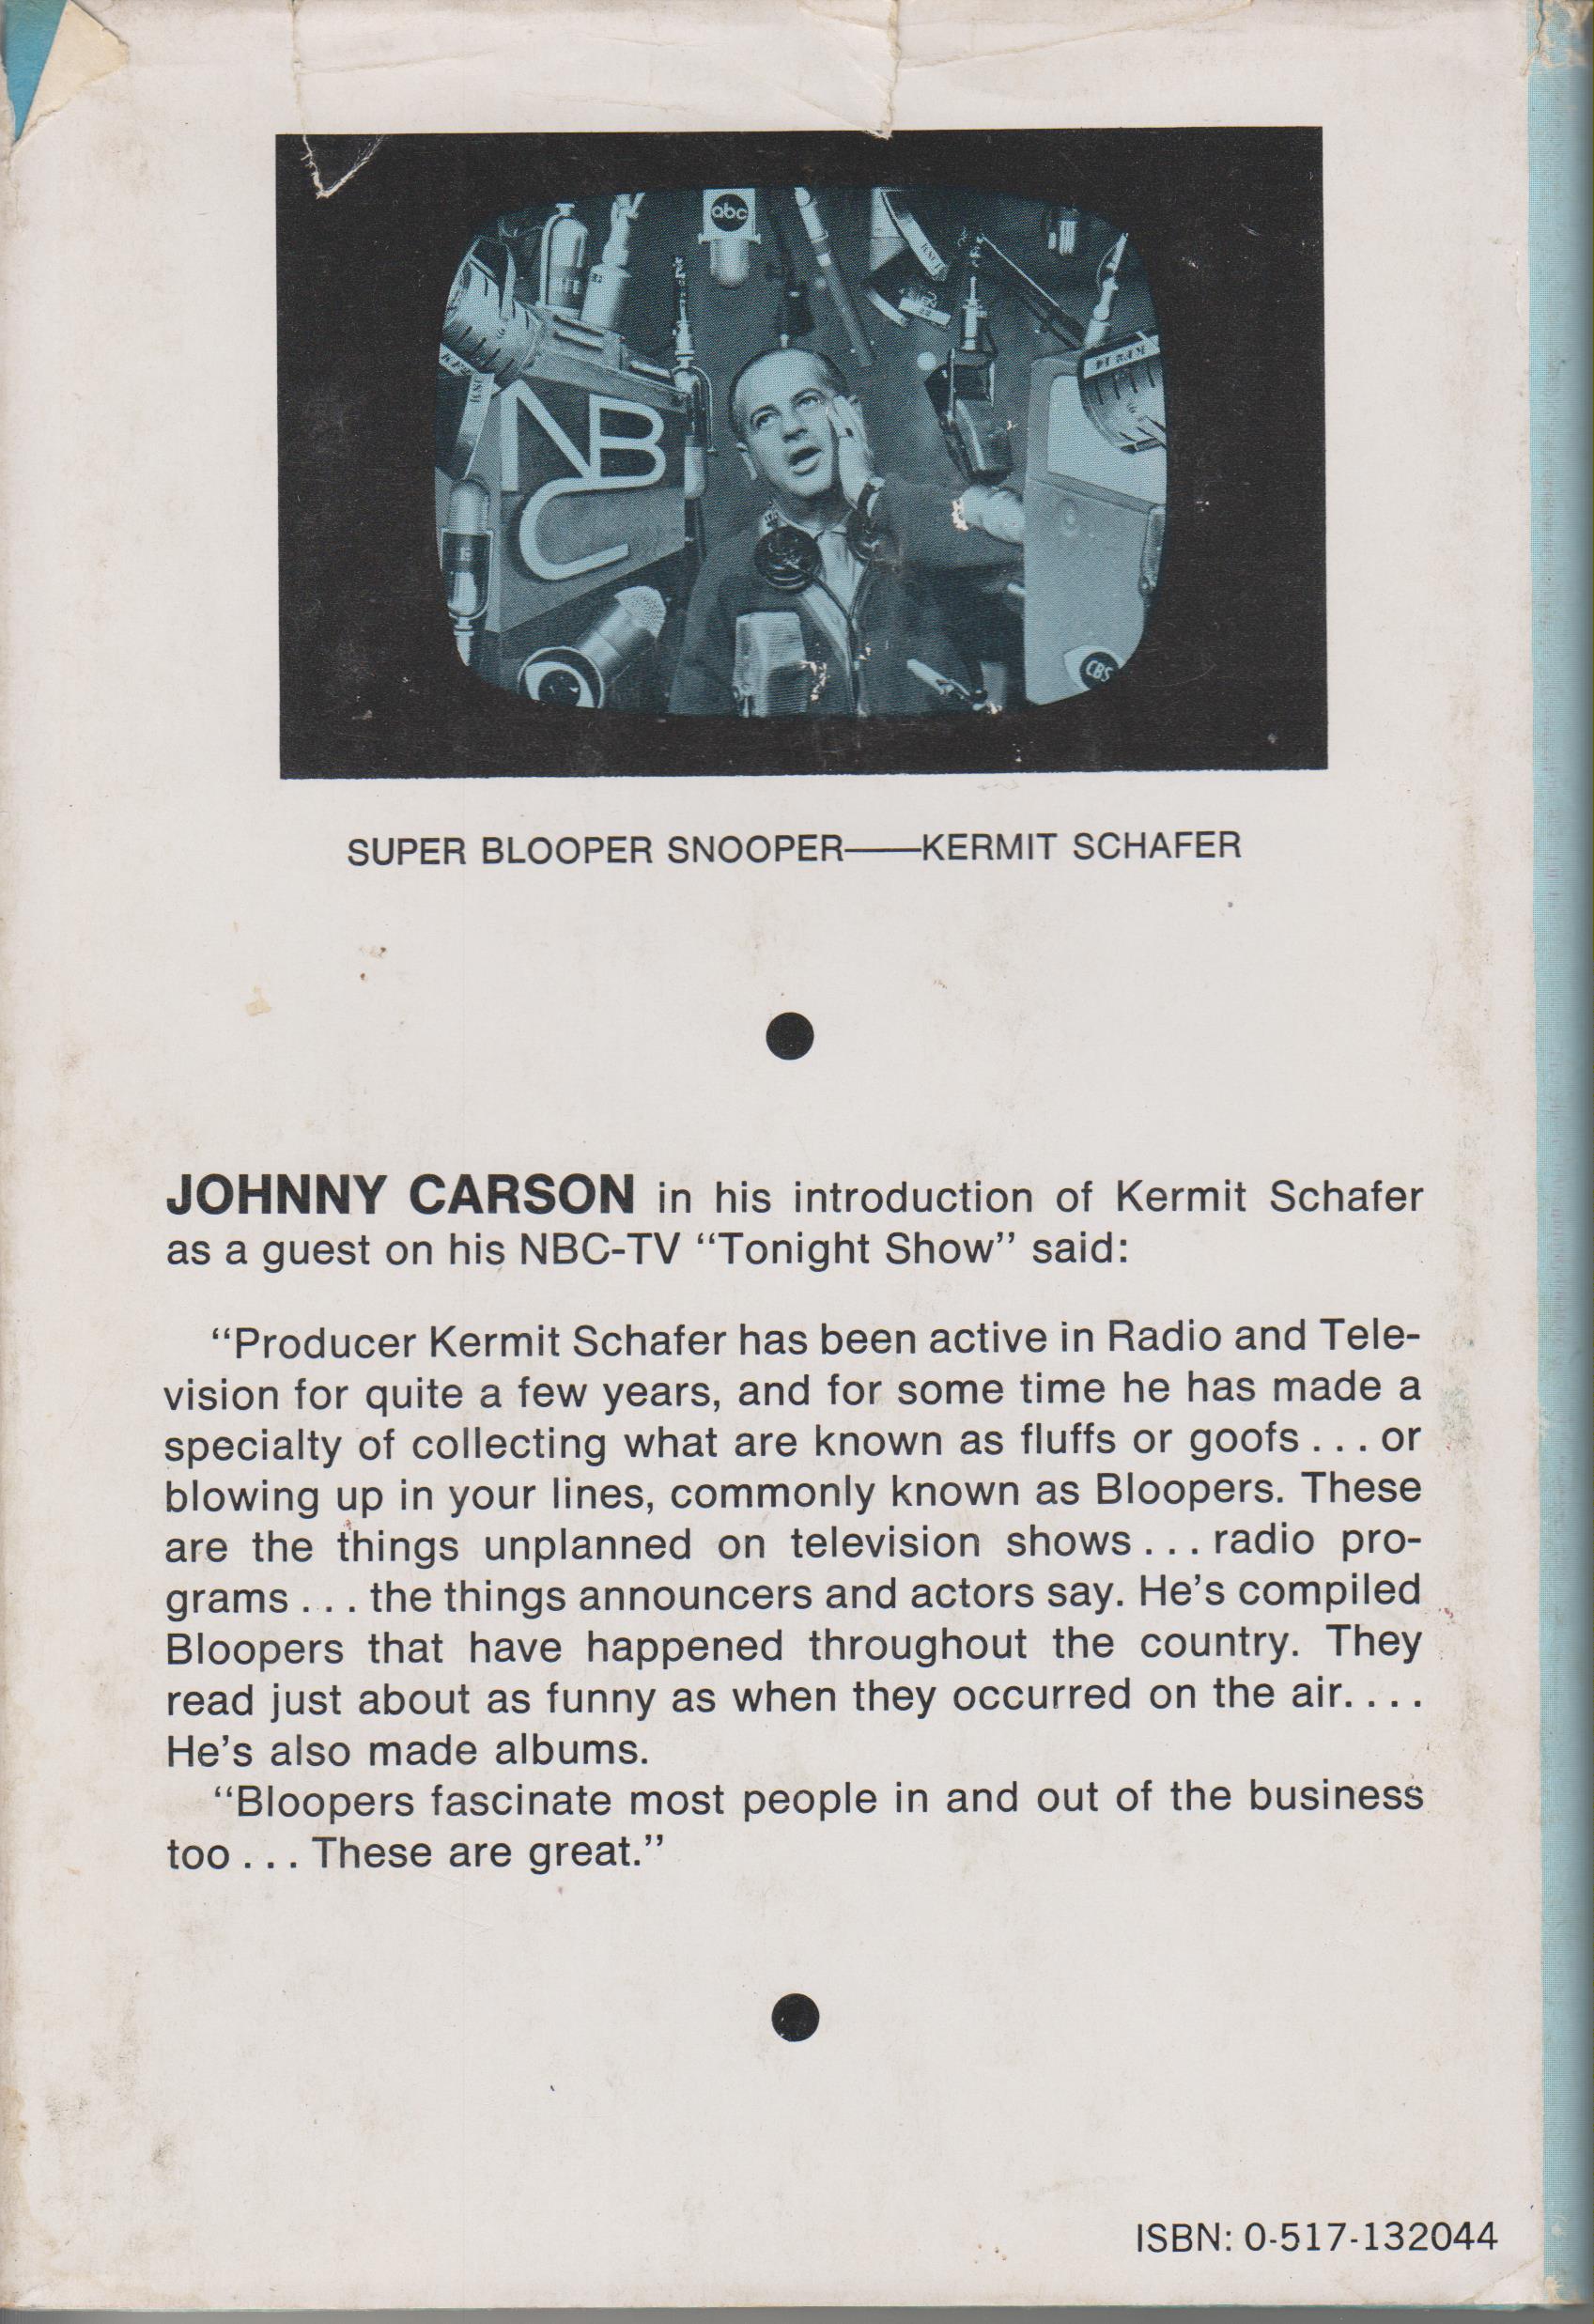 abc
NBC
CBS
SUPER BLOOPER SNOOPER——KERMIT SCHAFER
JOHNNY CARSON in his introduction of Kermit Schafer
as a guest on his NBC-TV “Tonight Show” said:
“Producer Kermit Schafer has been active in Radio and Tele-
vision for quite a few years, and for some time he has made a
specialty of collecting what are known as fluffs or goofs . . . or
blowing up in your lines, commonly known as Bloopers. These
are the things unplanned on television shows . . . radio pro-
grams . . . the things announcers and actors say. He’s compiled
Bloopers that have happened throughout the country. They
read just about as funny as when they occurred on the air. . . .
He’s also made albums.
“Bloopers fascinate most people in and out of the business
too . . . These are great.”
ISBN: 0-517-132044